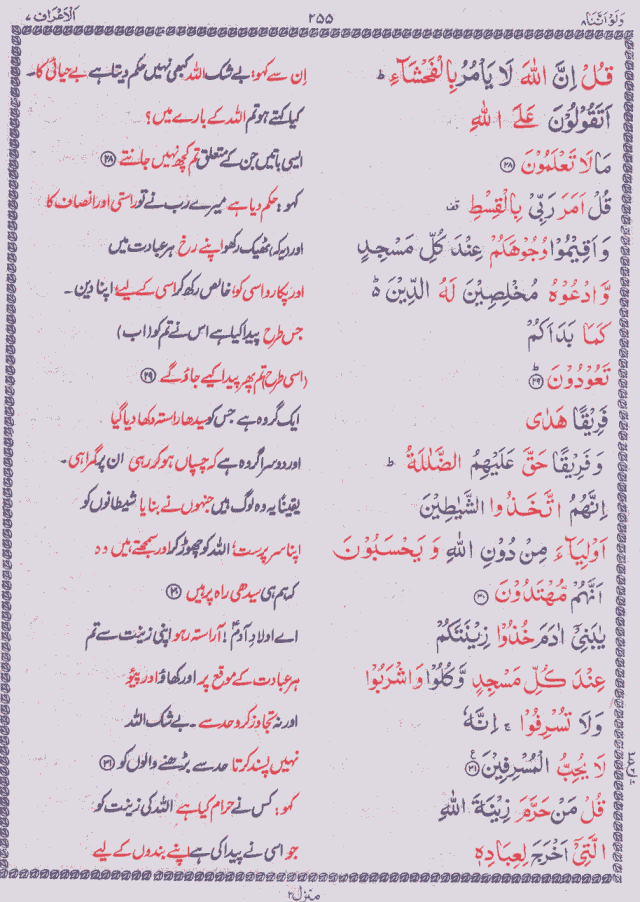 وَلَوْ اَنَّنَا ۸ ۲۵۵ اَلْاَعْرَاف ۷
قُلْ اِنَّ اللّٰهَ لَا يَاْمُرُ بِالْفَحْشَآءِ ؕ اِن سے کہو: بے شک اللہ کبھی نہیں حکم دیتا ہے بے حیائی کا۔
اَتَقُوْلُوْنَ عَلَى اللّٰهِ کیا کہتے ہو تم اللہ کے بارے میں؟
مَا لَا تَعْلَمُوْنَ ۲۸ ایسی باتیں جن کے متعلق تم کچھ نہیں جانتے ۲۸
قُلْ اَمَرَ رَبِّىْ بِالْقِسْطِ کہو: حکم دیا ہے میرے رب نے تو راستی اور انصاف کا
وَاَقِيْمُوْا وُجُوْهَكُمْ عِنْدَ كُلِّ مَسْجِدٍ اور یہ کہ ٹھیک رکھو اپنے رخ ہر عبادت میں
وَّادْعُوْهُ مُخْلِصِيْنَ لَهُ الدِّيْنَ ؕ اور پکارو اسی کو، خالص رکھ کر اسی کے لیے اپنا دین۔
كَمَا بَدَاَكُمْ جس طرح پیدا کیا ہے اس نے تم کو (اب)
تَعُوْدُوْنَ ؕ ۲۹ (اسی طرح) تم پھر پیدا کیے جاؤ گے ۲۹
فَرِيْقًا هَدٰى ایک گروہ ہے جس کو سیدھا راستہ دکھا دیا گیا
وَفَرِيْقًا حَقَّ عَلَيْهِمُ الضَّلٰلَةُ ؕ اور دوسرا گروہ ہے کہ چسپاں ہو کر رہی ان پر گمراہی۔
اِنَّهُمُ اتَّخَذُوا الشَّيٰطِيْنَ یقینًا یہ وہ لوگ ہیں جنہوں نے بنایا شیطانوں کو
اَوْلِيَآءَ مِنْ دُوْنِ اللّٰهِ وَيَحْسَبُوْنَ اپنا سرپرست، اللہ کو چھوڑ کر اور سمجھتے ہیں وہ
اَنَّهُمْ مُّهْتَدُوْنَ ۳۰ کہ ہم ہی سیدھی راہ پر ہیں ۳۰
يٰبَنِىْٓ اٰدَمَ خُذُوْا زِيْنَتَكُمْ اے اولادِ آدم! آراستہ رہو اپنی زینت سے تم
عِنْدَ كُلِّ مَسْجِدٍ وَّكُلُوْا وَاشْرَبُوْا ہر عبادت کے موقع پر اور کھاؤ اور پیٔو
وَلَا تُسْرِفُوْا ۚ اِنَّهٗ اور نہ تجاوز کرو حد سے۔ بے شک اللہ
لَا يُحِبُّ الْمُسْرِفِيْنَ ۳۱ نہیں پسند کرتا حد سے بڑھنے والوں کو ۳۱
قُلْ مَنْ حَرَّمَ زِيْنَةَ اللّٰهِ کہو: کس نے حرام کیا ہے اللہ کی زینت کو
الَّتِىْٓ اَخْرَجَ لِعِبَادِهٖ جو اسی نے پیدا کی ہے اپنے بندوں کے لیے
منزل ۲